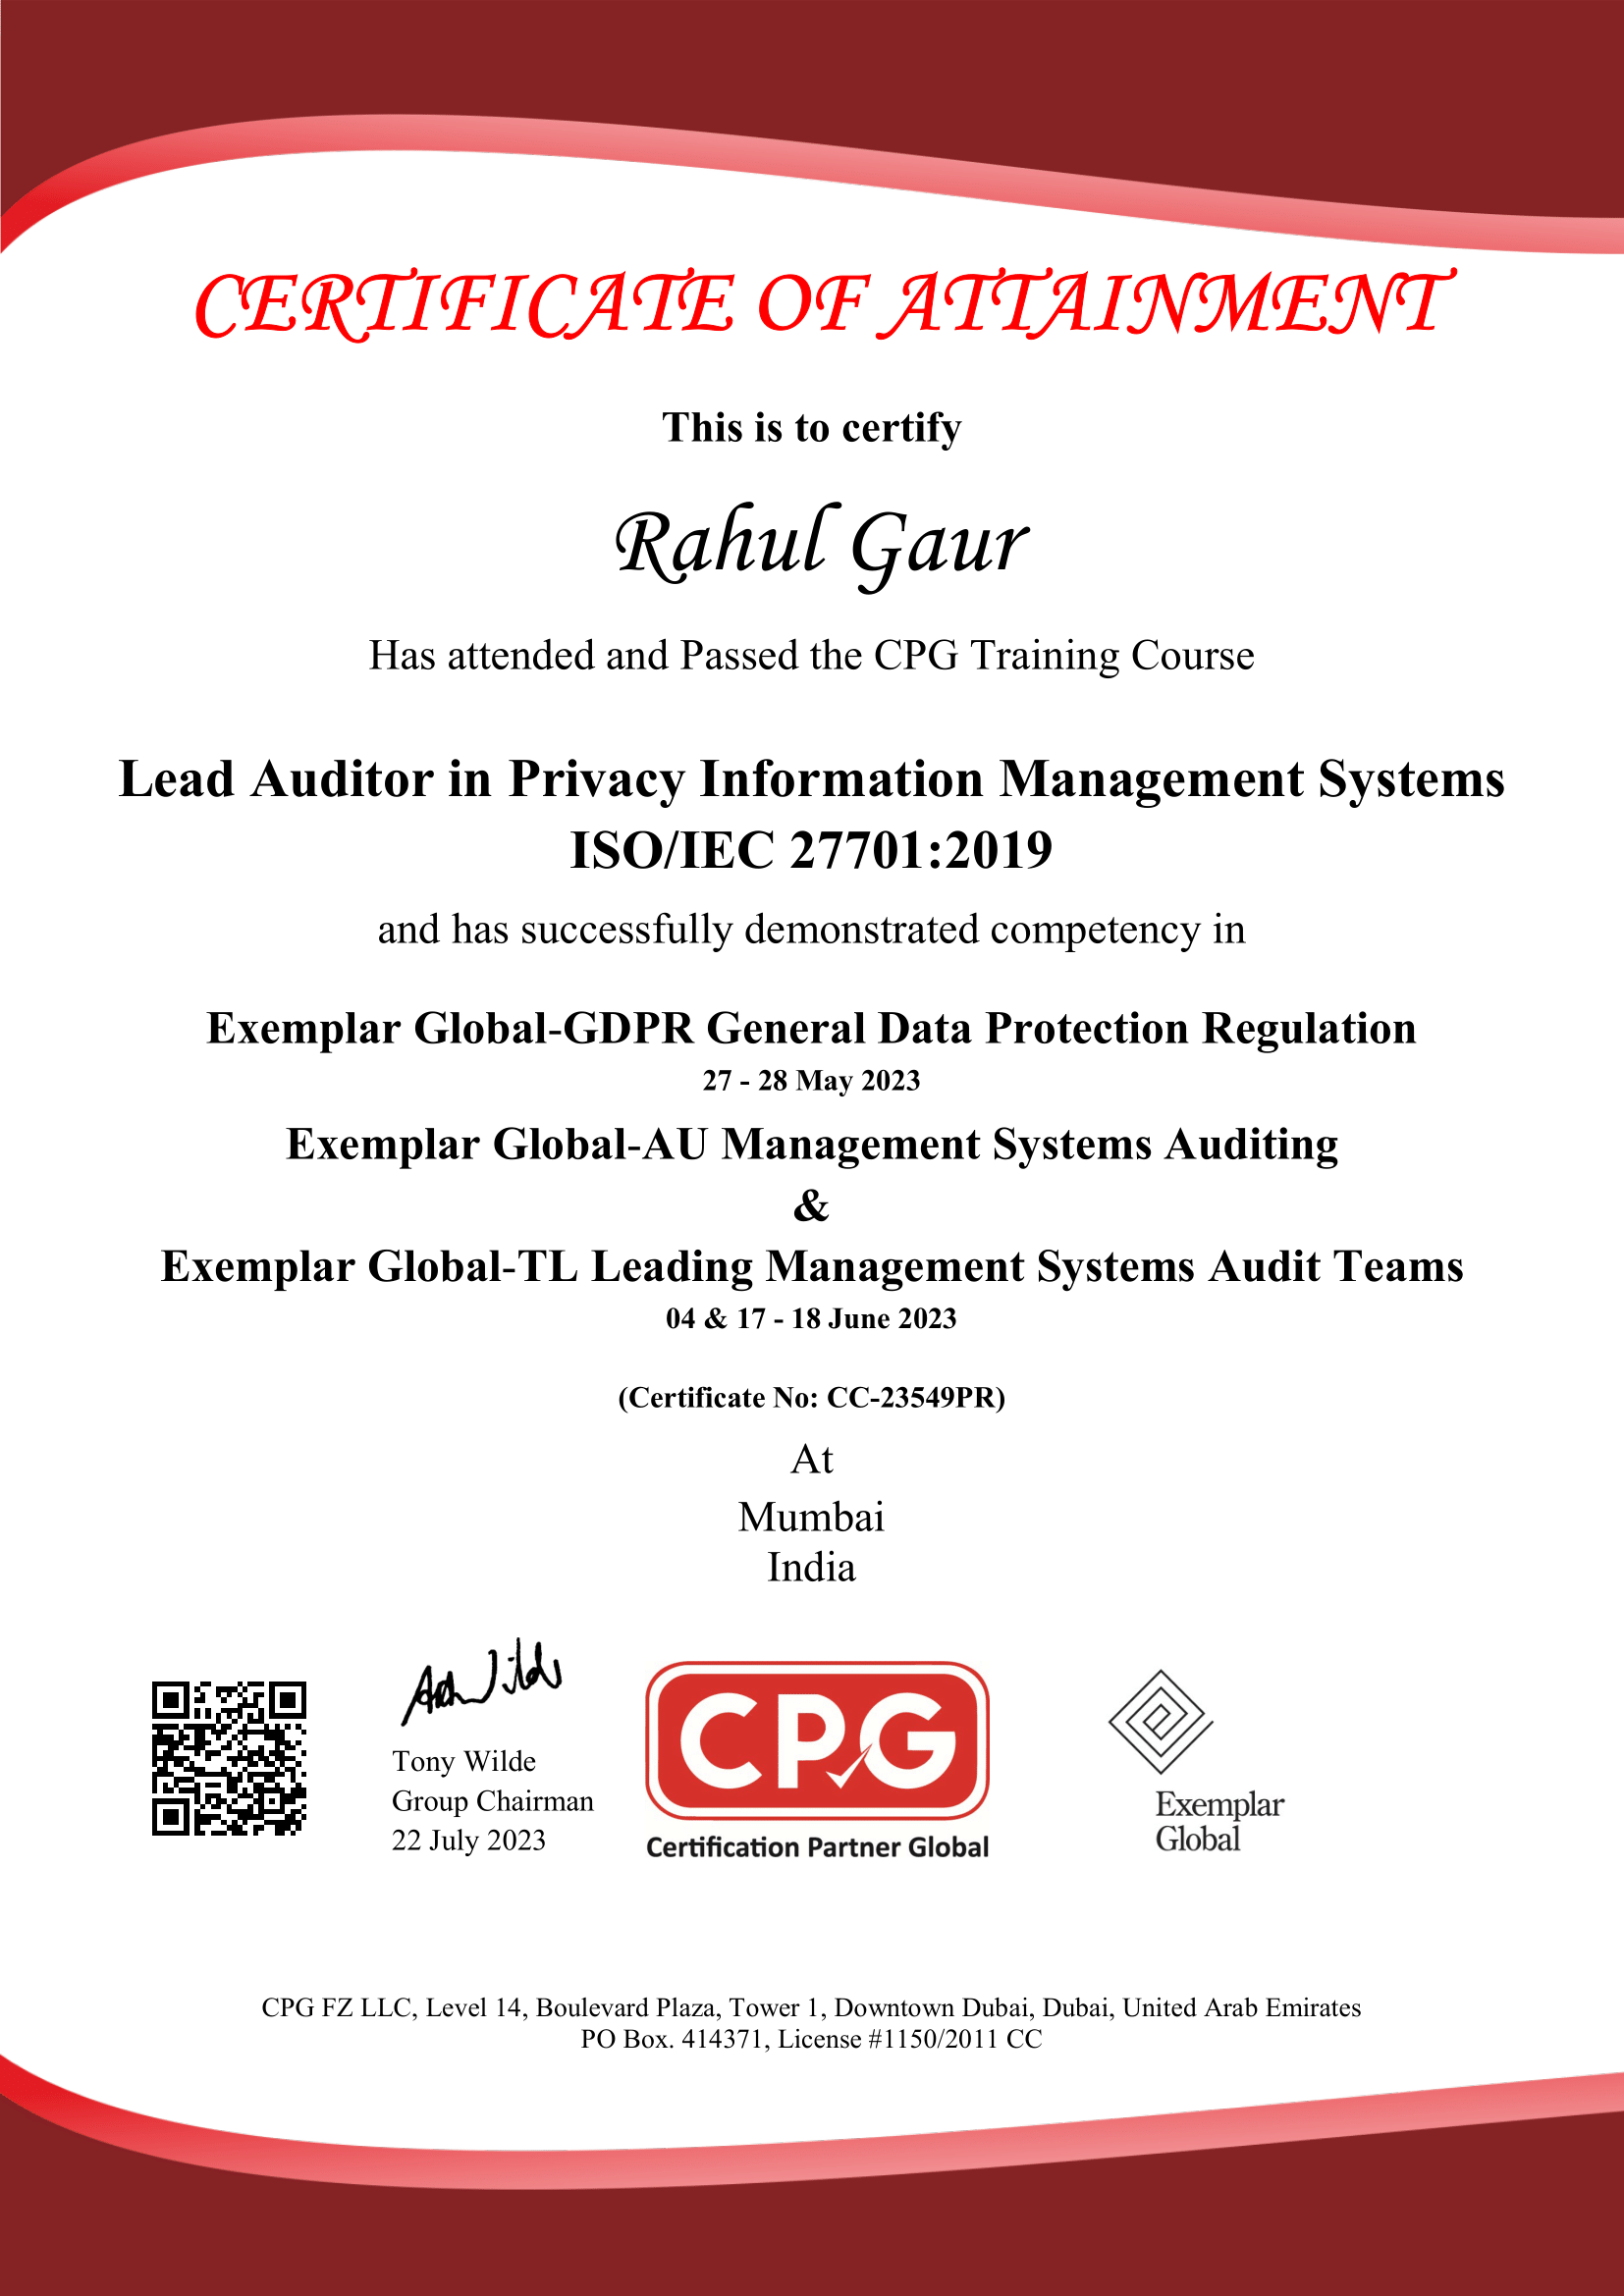 CERTIFICATE OF ATTAINMENT
This is to certify
Rahul Gaur
Has attended and Passed the CPG Training Course
Lead Auditor in Privacy Information Management Systems
ISO/IEC 27701:2019
and has successfully demonstrated competency in
Exemplar Global-GDPR General Data Protection Regulation
27 - 28 May 2023
Exemplar Global-AU Management Systems Auditing
&
Exemplar Global-TL Leading Management Systems Audit Teams
04 & 17 - 18 June 2023
(Certificate No: CC-23549PR)
At
Mumbai
India
Tony Wilde
Group Chairman
22 July 2023
CPG
Certification Partner Global
Exemplar
Global
CPG FZ LLC, Level 14, Boulevard Plaza, Tower 1, Downtown Dubai, Dubai, United Arab Emirates
PO Box. 414371, License #1150/2011 CC